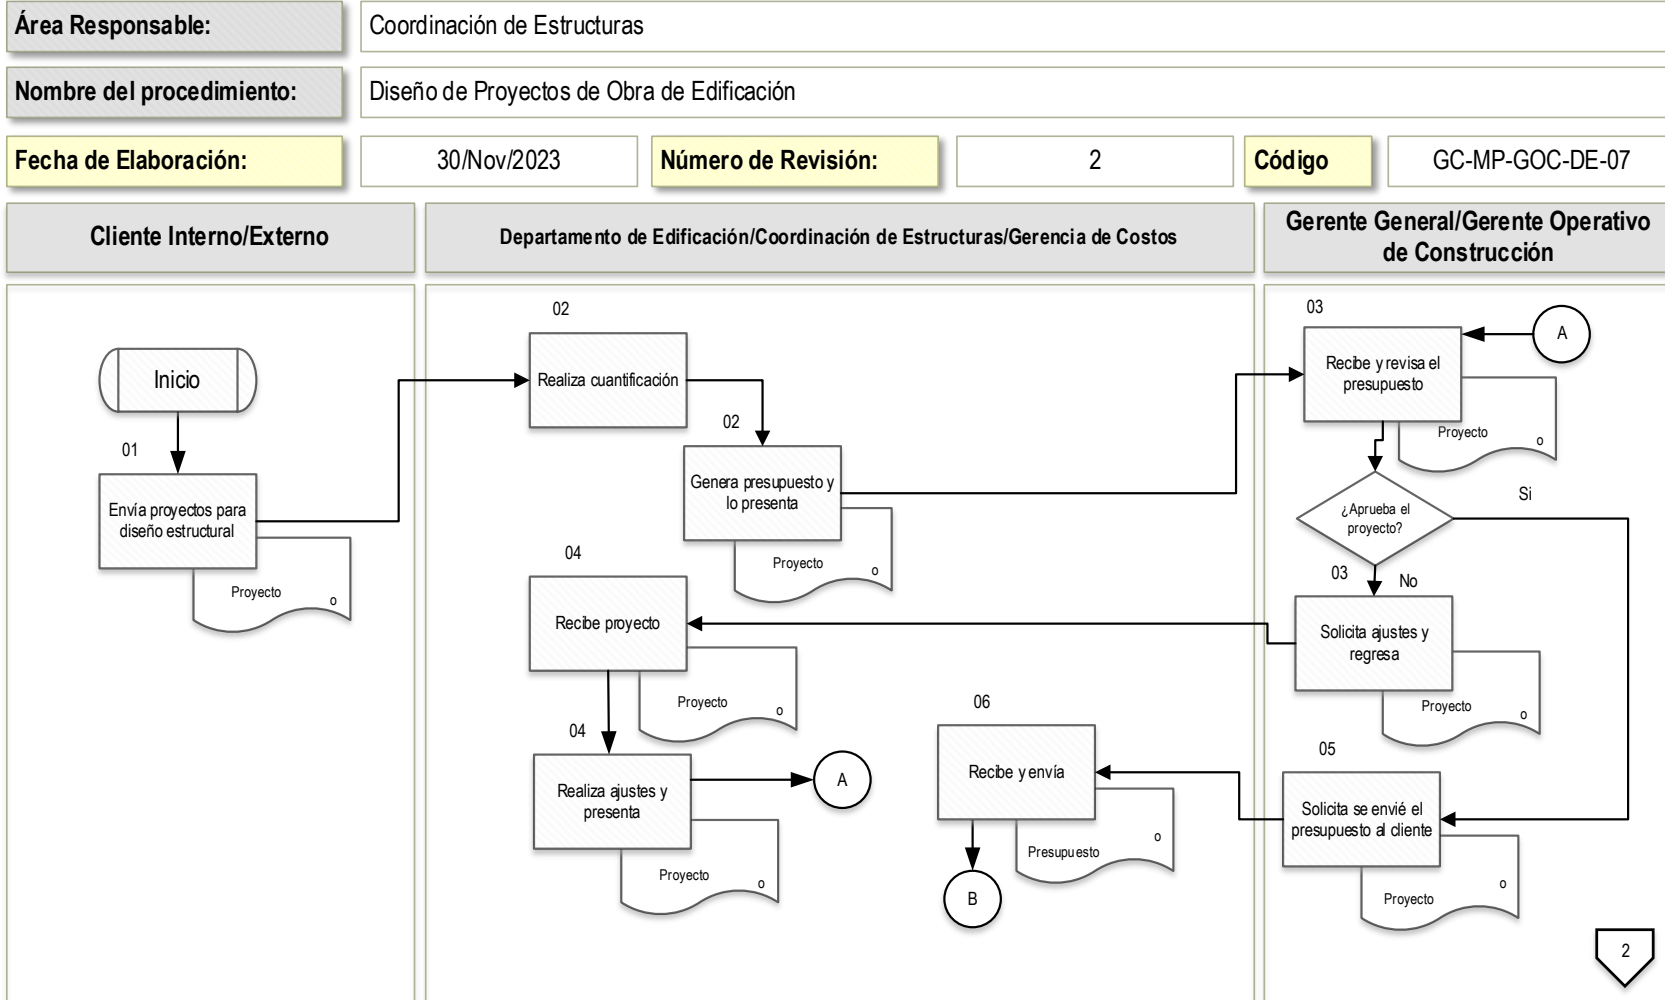 Área Responsable:
Coordinación de Estructuras
Nombre del procedimiento:
Diseño de Proyectos de Obra de Edificación
Fecha de Elaboración:
30/Nov/2023
Número de Revisión:
2
Código
GC-MP-GOC-DE-07
Cliente Interno/Externo
Departamento de Edificación/Coordinación de Estructuras/Gerencia de Costos
Gerente General/Gerente Operativo
de Construcción
Inicio
01
Envía proyectos para
diseño estructural
Proyecto
o
02
Realiza cuantificación
02
Genera presupuesto y
lo presenta
Proyecto
o
03
A
Recibe y revisa el
presupuesto
Proyecto
o
¿Aprueba el
proyecto?
Si
03
No
Solicita ajustes y
regresa
Proyecto
o
04
Recibe proyecto
Proyecto
o
04
Realiza ajustes y
presenta
Proyecto
o
A
05
Solicita se envié el
presupuesto al cliente
Proyecto
o
06
Recibe y envía
Presupuesto
o
B
2